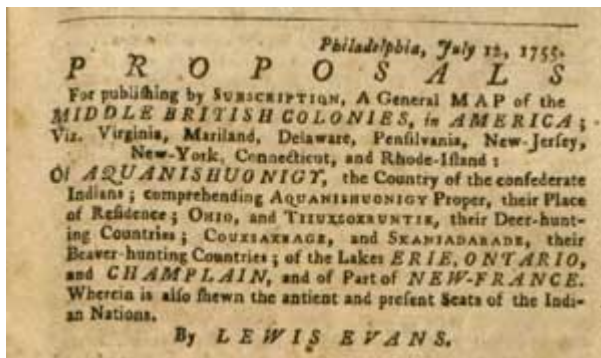 Philadelphia, July 12, 1755.
P R O P O S A L S
For publiſhing by SUBSCRIPTION, A General MAP of the
MIDDLE BRITISH COLONIES, in AMERICA;
Viz. Virginia, Mariland, Delaware, Penſilvania, New-Jerſey,
New-York, Connecticut, and Rhode-Iſland:
Of AQUANISHUONIGY, the Country of the confederate
Indians; comprehending AQUANISHUONIGY Proper, their Place
of Reſidence; OHIO, and TIIUXSOXRUNTIE, their Deer-hunt-
ing Countries; COUXSAXRAGE, and SKANIADARADE, their
Beaver-hunting Countries; of the Lakes ERIE, ONTARIO,
and CHAMPLAIN, and of Part of NEW-FRANCE.
Wherein is alſo ſhewn the antient and preſent Seats of the Indi-
an Nations.
By LEWIS EVANS.